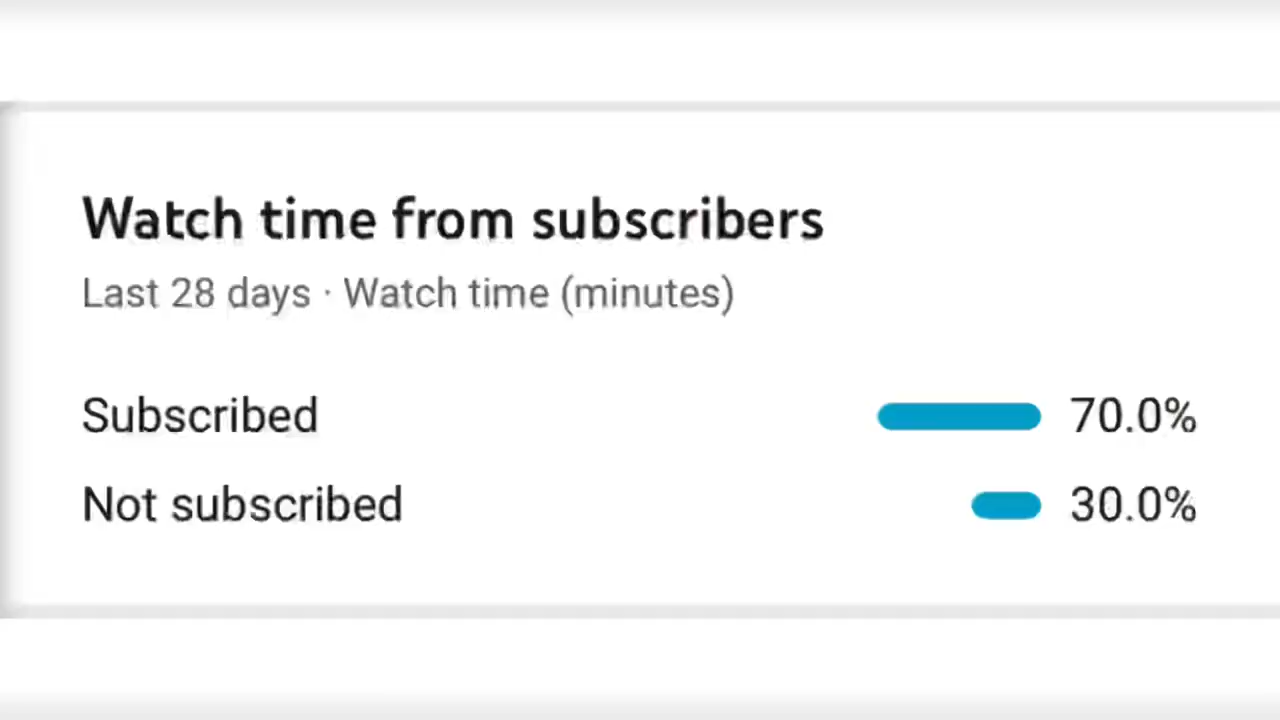 Watch time from subscribers
Last 28 days · Watch time (minutes)
Subscribed 70.0%
Not subscribed 30.0%